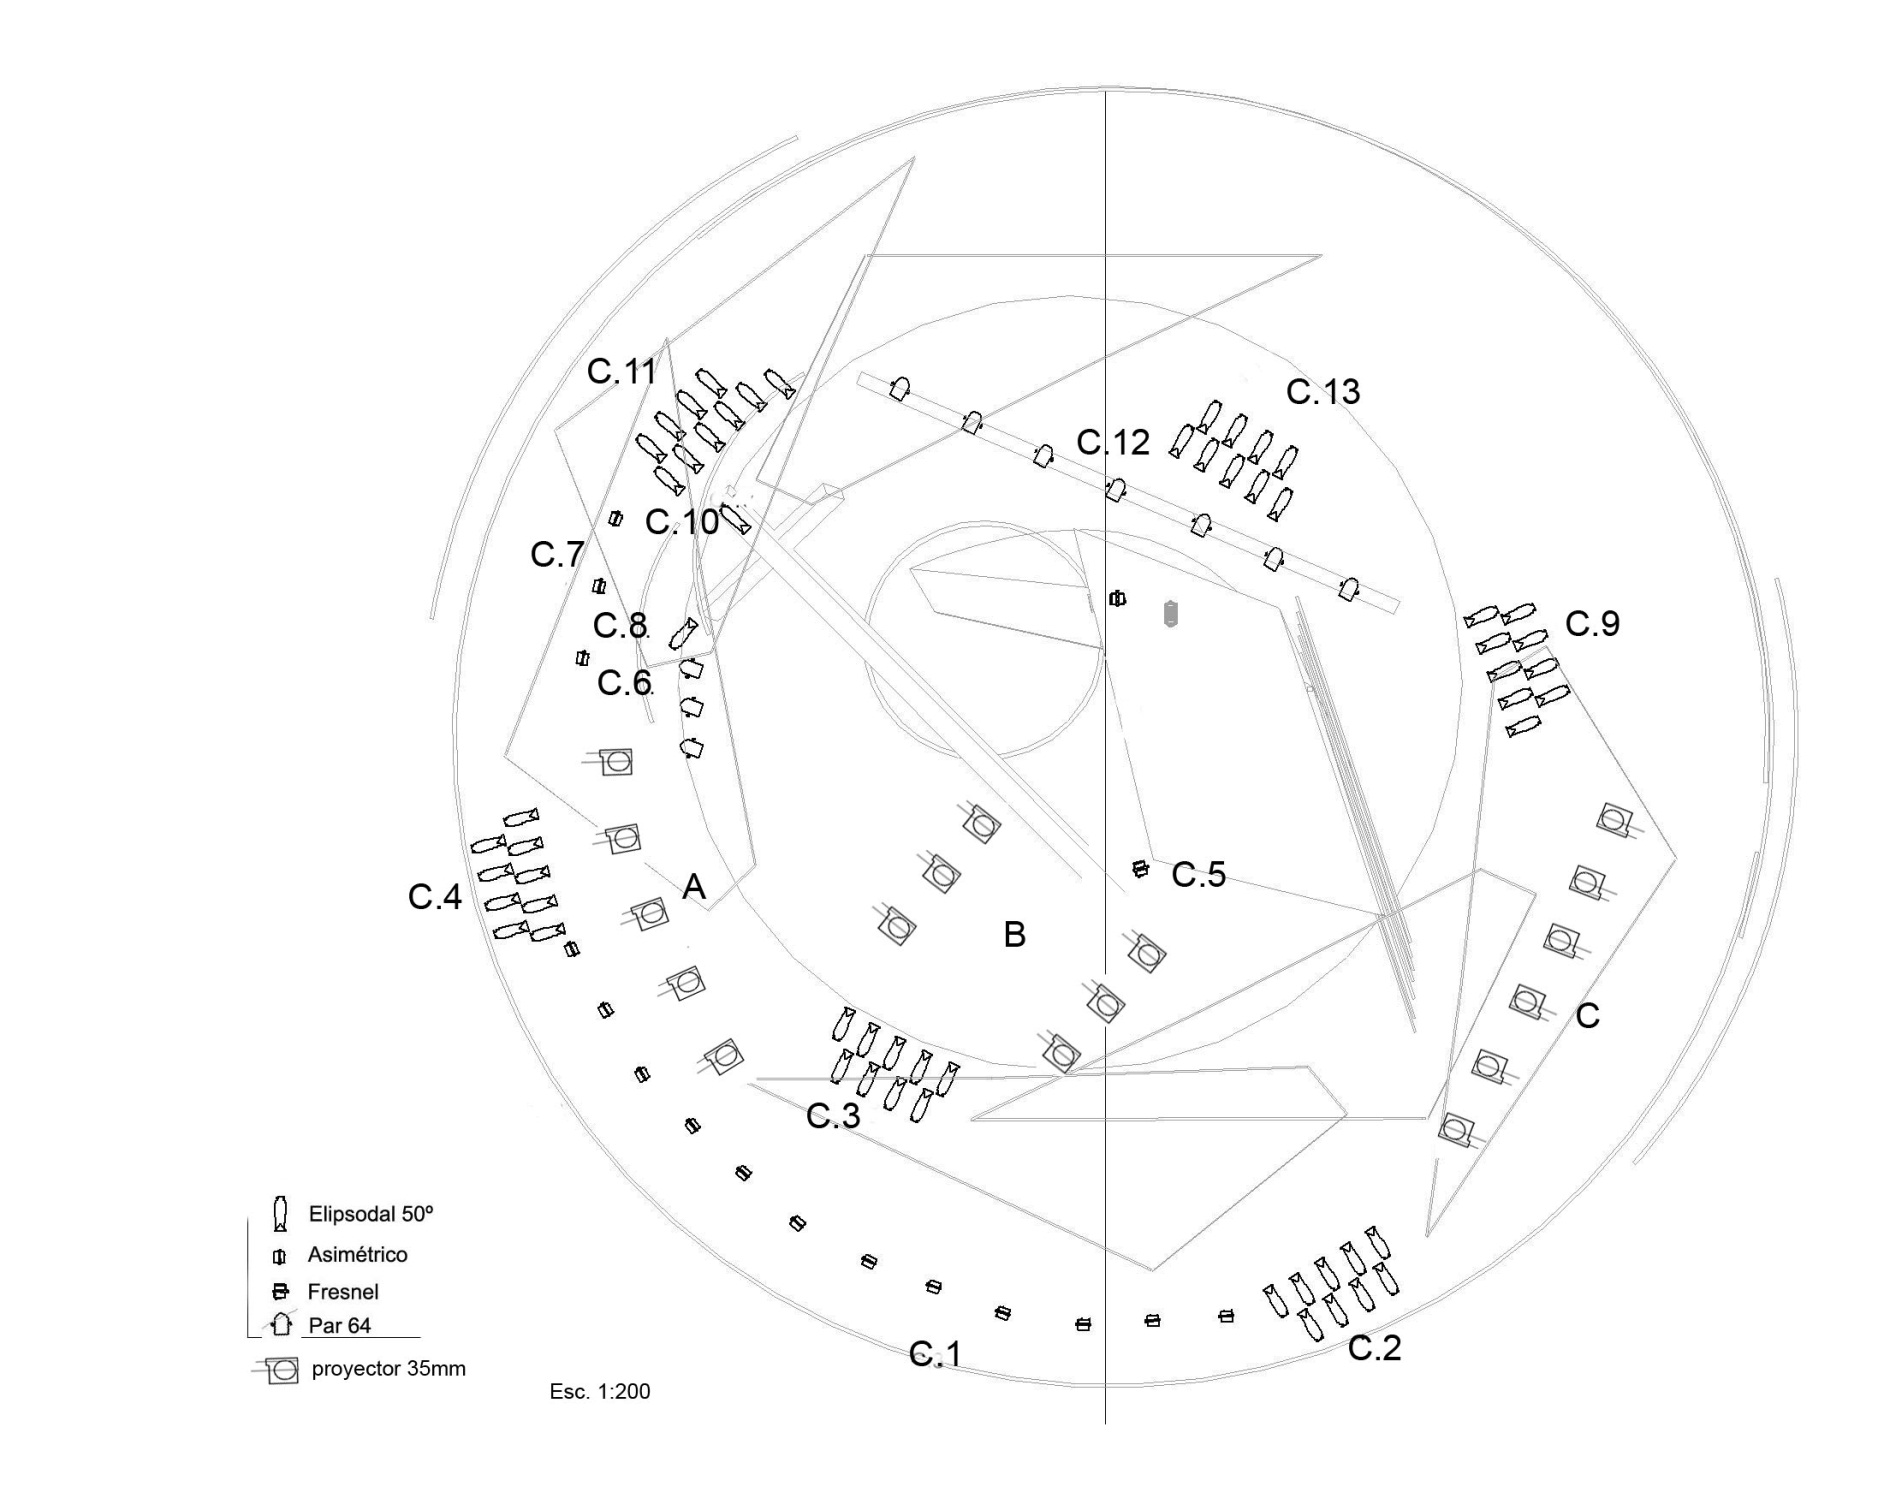 C.11
C.13
C.12
C.10
C.7
C.8
C.9
C.6
C.5
A
C.4
B
C
C.3
Elipsodal 50º
Asimétrico
Fresnel
Par 64
C.1
C.2
proyector 35mm
Esc. 1:200